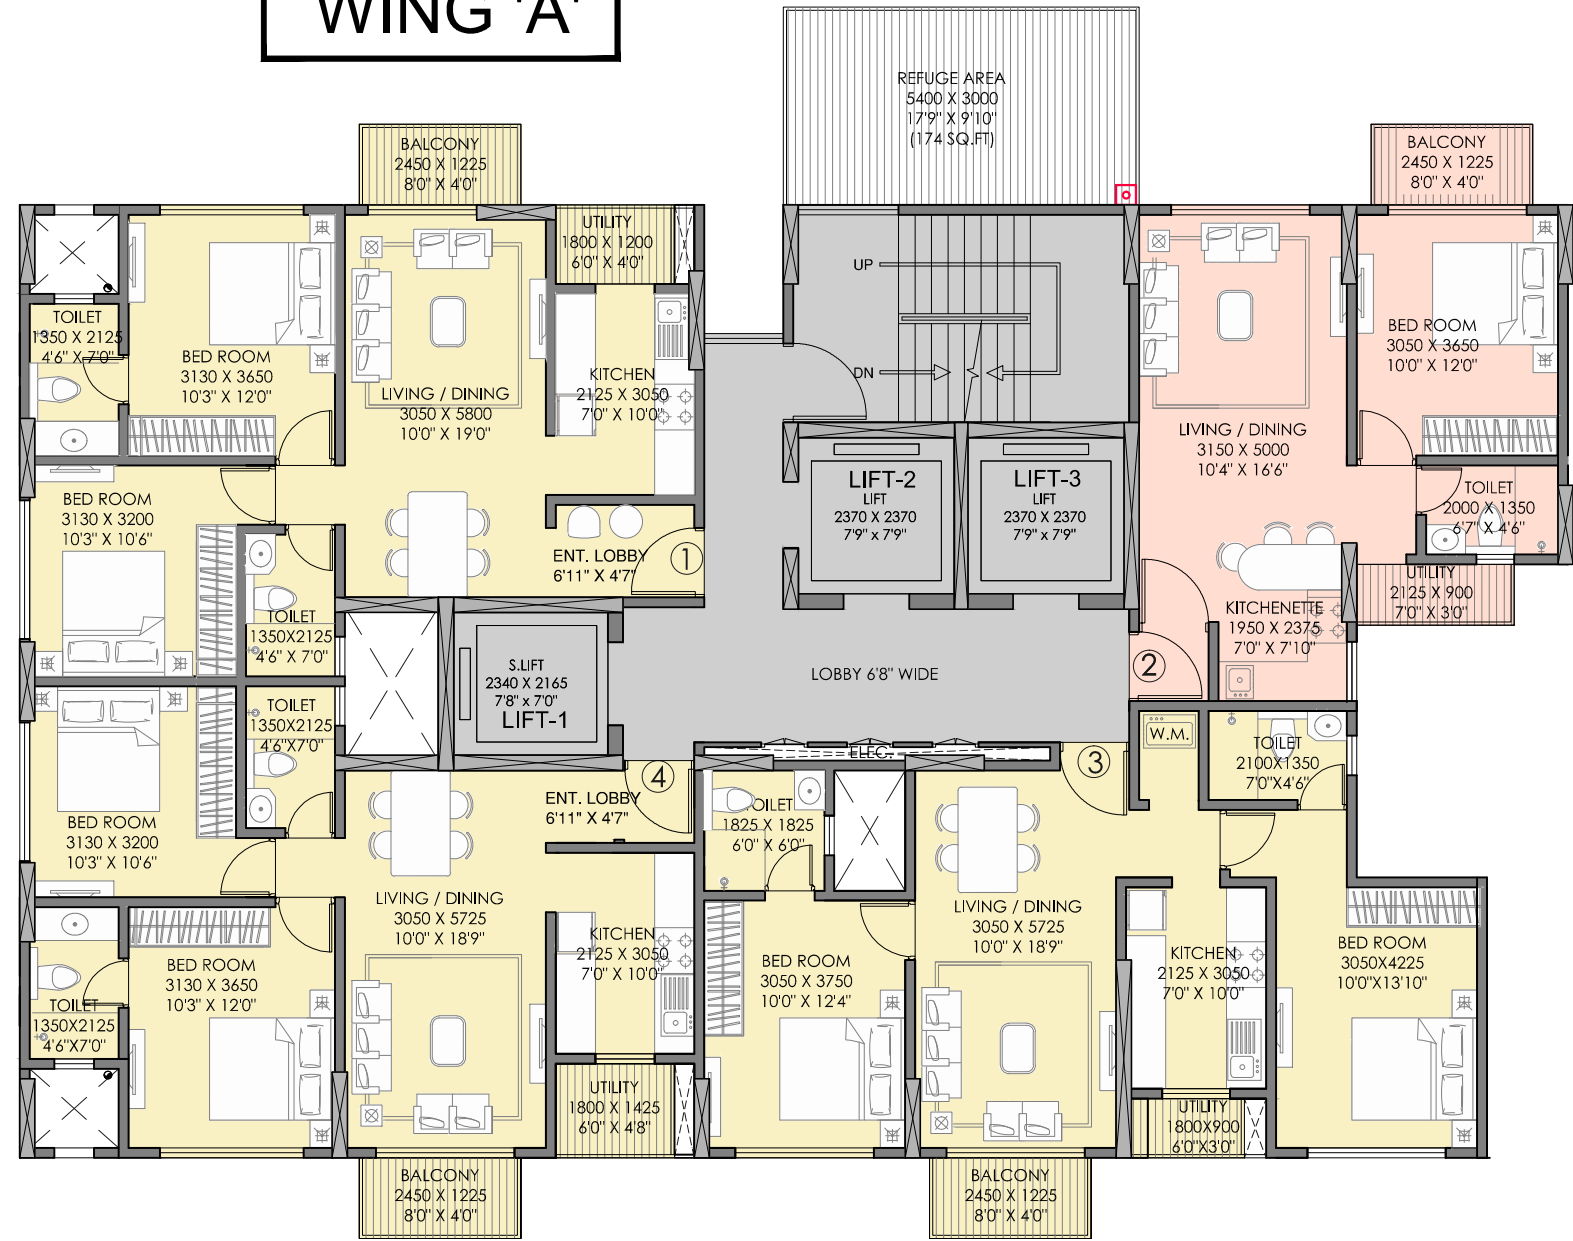 WING 'A'
REFUGE AREA
5400 X 3000
17'9" X 9'10"
(174 SQ.FT)
BALCONY
2450 X 1225
8'0" X 4'0"
BALCONY
2450 X 1225
8'0" X 4'0"
UTILITY
1800 X 1200
6'0" X 4'0"
UP
DN
TOILET
1350 X 2125
4'6" X 7'0"
BED ROOM
3130 X 3650
10'3" X 12'0"
LIVING / DINING
3050 X 5800
10'0" X 19'0"
KITCHEN
2125 X 3050
7'0" X 10'0"
BED ROOM
3050 X 3650
10'0" X 12'0"
LIVING / DINING
3150 X 5000
10'4" X 16'6"
LIFT-2
LIFT
2370 X 2370
7'9" x 7'9"
LIFT-3
LIFT
2370 X 2370
7'9" x 7'9"
TOILET
2000 X 1350
6'7" X 4'6"
BED ROOM
3130 X 3200
10'3" X 10'6"
ENT. LOBBY
6'11" X 4'7"
1
UTILITY
2125 X 900
7'0" X 3'0"
KITCHENETTE
1950 X 2375
7'0" X 7'10"
TOILET
1350X2125
4'6" X 7'0"
S.LIFT
2340 X 2165
7'8" x 7'0"
LIFT-1
LOBBY 6'8" WIDE
2
TOILET
1350X2125
4'6"X7'0"
W.M.
TOILET
2100X1350
7'0"X4'6"
ELEC.
3
4
ENT. LOBBY
6'11" X 4'7"
TOILET
1825 X 1825
6'0" X 6'0"
BED ROOM
3130 X 3200
10'3" X 10'6"
LIVING / DINING
3050 X 5725
10'0" X 18'9"
LIVING / DINING
3050 X 5725
10'0" X 18'9"
KITCHEN
2125 X 3050
7'0" X 10'0"
KITCHEN
2125 X 3050
7'0" X 10'0"
BED ROOM
3050X4225
10'0"X13'10"
BED ROOM
3130 X 3650
10'3" X 12'0"
BED ROOM
3050 X 3750
10'0" X 12'4"
TOILET
1350X2125
4'6"X7'0"
UTILITY
1800 X 1425
6'0" X 4'8"
UTILITY
1800X900
6'0"X3'0"
BALCONY
2450 X 1225
8'0" X 4'0"
BALCONY
2450 X 1225
8'0" X 4'0"